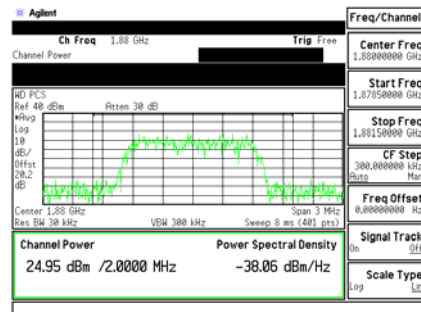 Agilent
Freq/Channel
Ch Freq 1.88 GHz Trig Free
Channel Power
Center Freq
1.88000000 GHz
Start Freq
1.87850000 GHz
Stop Freq
1.88150000 GHz
CF Step
300.000000 kHz
Auto Man
Freq Offset
0.00000000 Hz
Signal Track
On Off
Scale Type
Log Lin
WD PCS
Ref 40 dBm Atten 30 dB
#Avg
Log
10
dB/
Offst
20.2
dB
Center 1.88 GHz Span 3 MHz
Res BW 30 kHz VBW 300 kHz Sweep 8 ms (401 pts)
Channel Power Power Spectral Density
24.95 dBm /2.0000 MHz -38.06 dBm/Hz